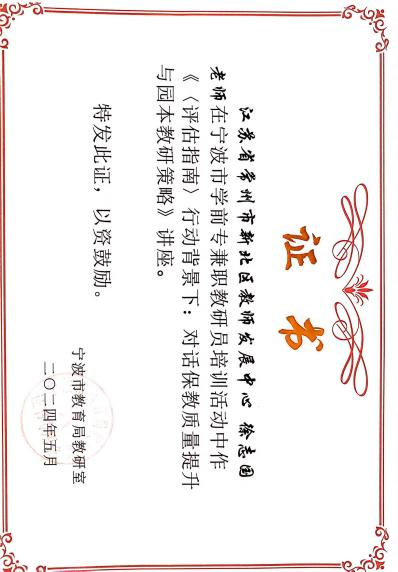 证书
江苏省常州市新北区教师发展中心 徐志国
老师在宁波市学前专兼职教研员培训活动中作
《〈评估指南〉行动背景下：对话保教质量提升
与园本教研策略》讲座。
特发此证，以资鼓励。
宁波市教育局教研室
二〇二四年五月